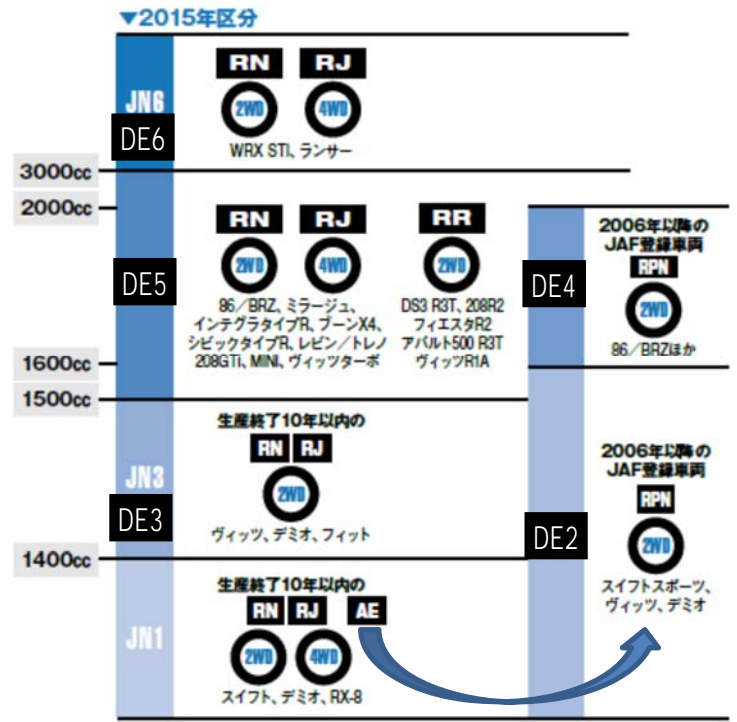 ▼2015年区分
RN RJ
JN6
2WD 4WD
DE6
WRX STI、ランサー
3000cc
2000cc
RN RJ RR
2006年以降の
JAF登録車両
RPN
2WD 4WD 2WD
DE5
DE4
2WD
86／BRZ、ミラージュ、
インテグラタイプR、ブーンX4、
シビックタイプR、レビン／トレノ
208GTi、MINI、ヴィッツターボ
DS3 R3T、208R2
フィエスタR2
アバルト500 R3T
ヴィッツR1A
86／BRZほか
1600cc
1500cc
生産終了10年以内の
RN RJ
JN3
2WD
DE3
ヴィッツ、デミオ、フィット
2006年以降の
JAF登録車両
RPN
DE2
2WD
スイフトスポーツ、
ヴィッツ、デミオ
1400cc
生産終了10年以内の
RN RJ AE
JN1
2WD 4WD
スイフト、デミオ、RX-8